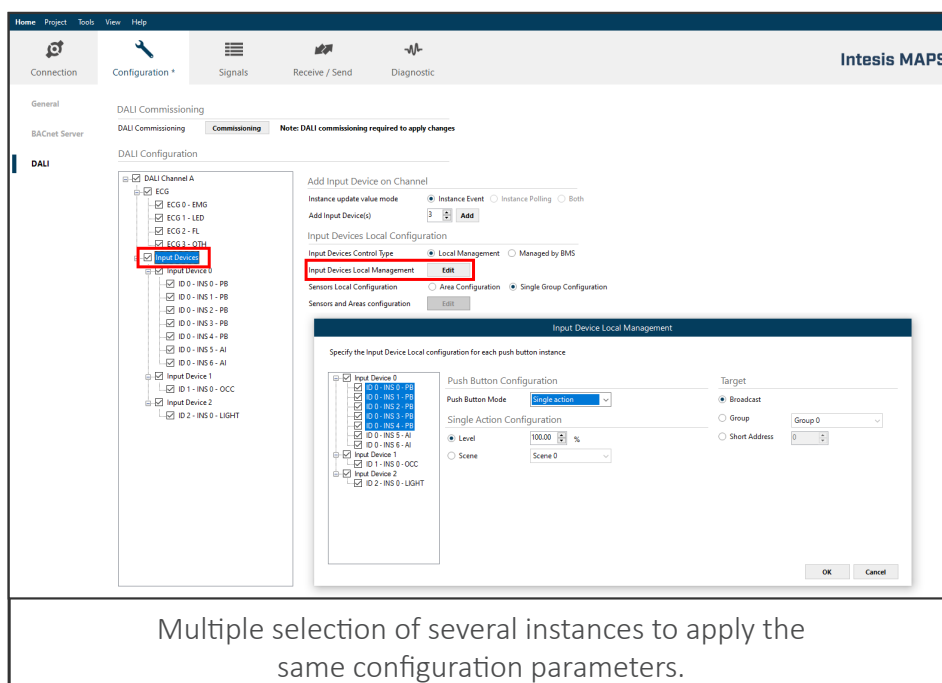 Home Project Tools View Help
Connection
Configuration *
Signals
Receive / Send
Diagnostic
Intesis MAPS
General
BACnet Server
DALI
DALI Commissioning
DALI Commissioning Commissioning Note: DALI commissioning required to apply changes
DALI Configuration
DALI Channel A
ECG
ECG 0 - EMG
ECG 1 - LED
ECG 2 - FL
ECG 3 - OTH
Input Devices
Input Device 0
ID 0 - INS 0 - PB
ID 0 - INS 1 - PB
ID 0 - INS 2 - PB
ID 0 - INS 3 - PB
ID 0 - INS 4 - PB
ID 0 - INS 5 - AI
ID 0 - INS 6 - AI
Input Device 1
ID 1 - INS 0 - OCC
Input Device 2
ID 2 - INS 0 - LIGHT
Add Input Device on Channel
Instance update value mode Instance Event Instance Polling Both
Add Input Device(s) 3 Add
Input Devices Local Configuration
Input Devices Control Type Local Management Managed by BMS
Input Devices Local Management Edit
Sensors Local Configuration Area Configuration Single Group Configuration
Sensors and Areas configuration Edit
Input Device Local Management
Specify the Input Device Local configuration for each push button instance
Input Device 0
ID 0 - INS 0 - PB
ID 0 - INS 1 - PB
ID 0 - INS 2 - PB
ID 0 - INS 3 - PB
ID 0 - INS 4 - PB
ID 0 - INS 5 - AI
ID 0 - INS 6 - AI
Input Device 1
ID 1 - INS 0 - OCC
Input Device 2
ID 2 - INS 0 - LIGHT
Push Button Configuration
Push Button Mode Single action
Single Action Configuration
Level 100.00 %
Scene Scene 0
Target
Broadcast
Group Group 0
Short Address 0
OK Cancel
Multiple selection of several instances to apply the
same configuration parameters.